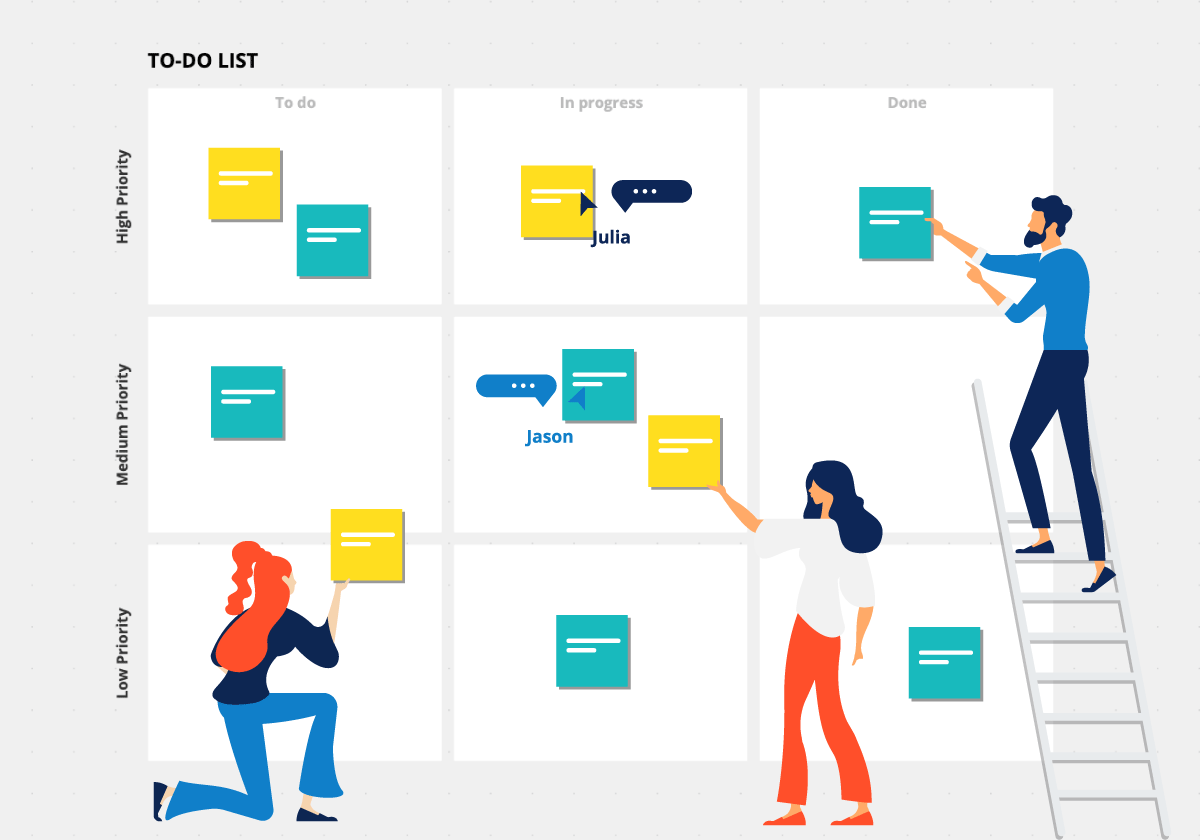 TO-DO LIST
To do
In progress
Done
High Priority
Julia
Medium Priority
Jason
Low Priority